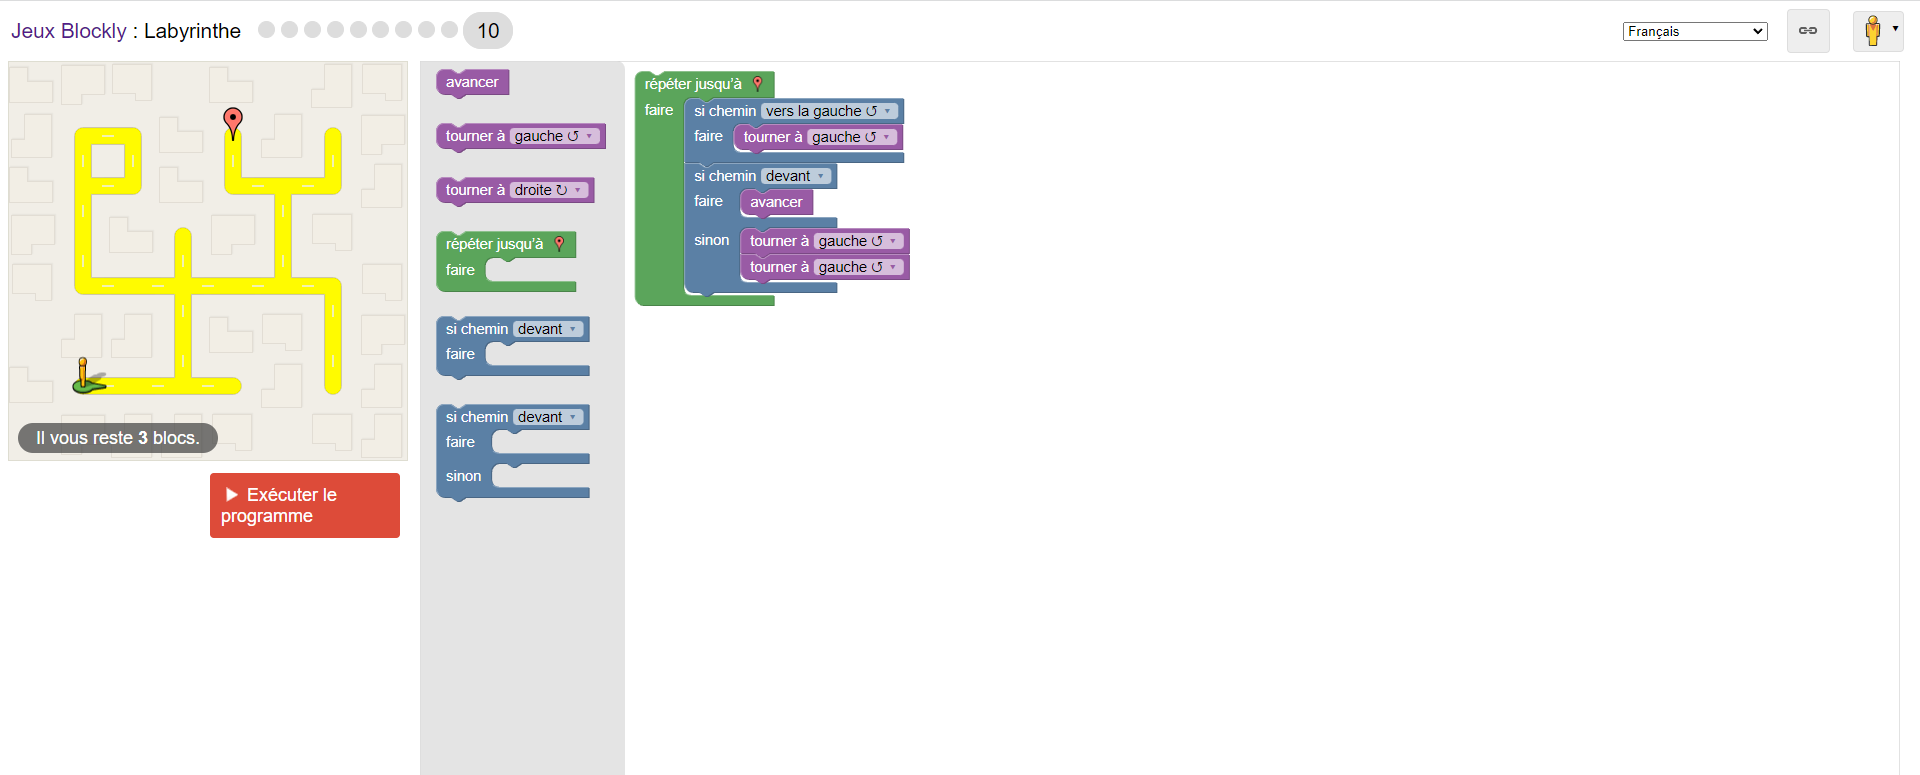 Jeux Blockly : Labyrinthe
10
Français
avancer
tourner à gauche ↺
tourner à droite ↻
répéter jusqu'à
faire
si chemin devant
faire
si chemin devant
faire
sinon
répéter jusqu'à
faire
si chemin vers la gauche ↺
faire
tourner à gauche ↺
si chemin devant
faire
avancer
sinon
tourner à gauche ↺
tourner à gauche ↺
Il vous reste 3 blocs.
Exécuter le
programme